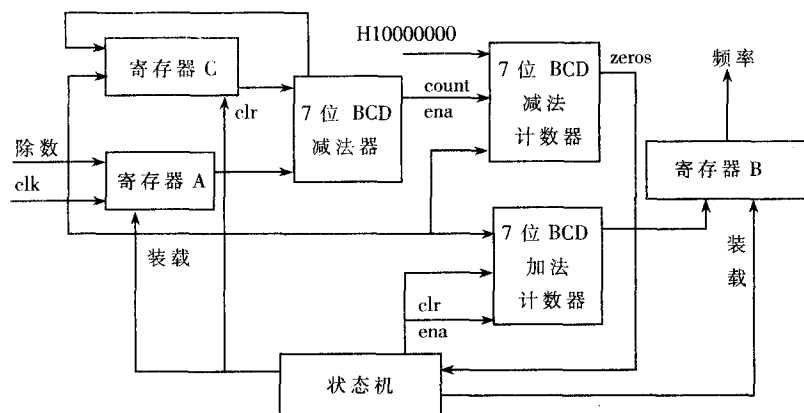 H10000000
zeros
频率
寄存器 C
clr
7 位 BCD
减法器
count
ena
7 位 BCD
减法
计数器
除数
clk
寄存器 A
寄存器 B
装载
7 位 BCD
加法
计数器
装
载
clr
ena
状态机